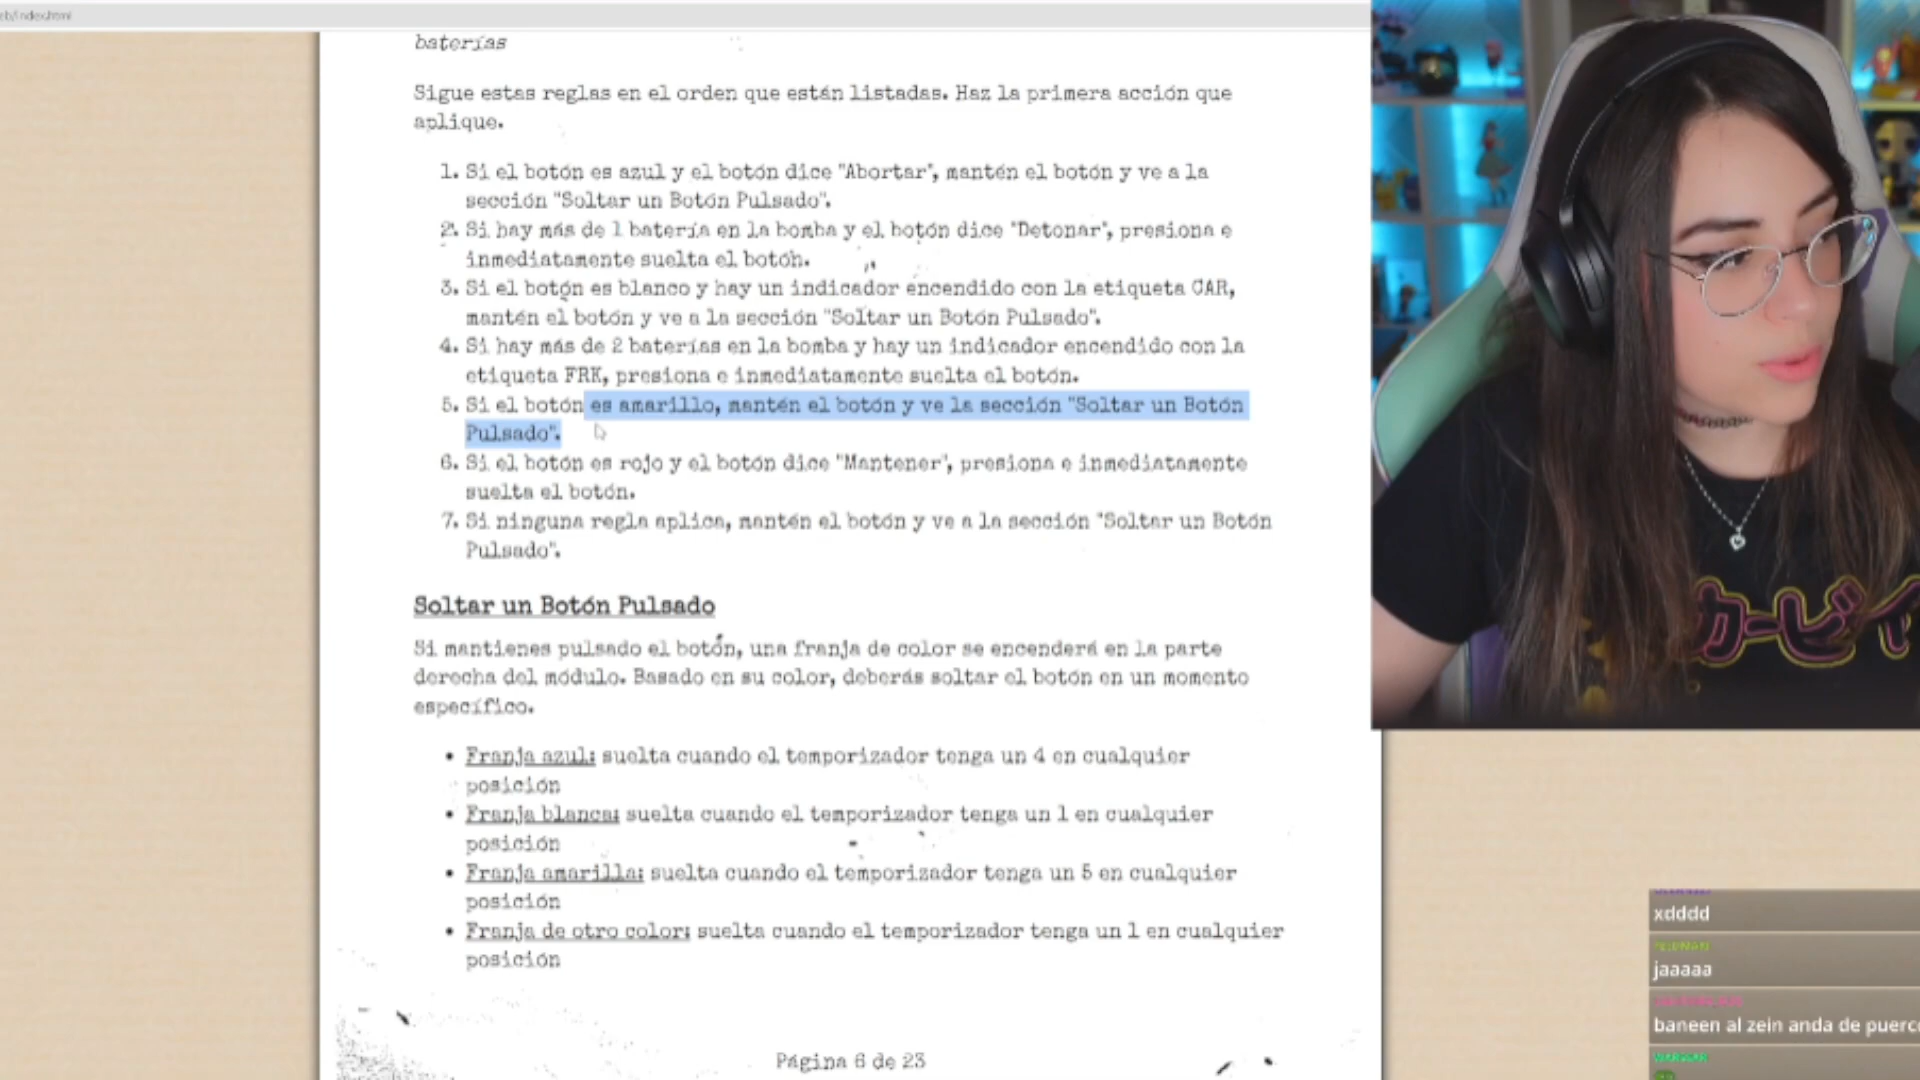 eb/index.html
baterías
Sigue estas reglas en el orden que están listadas. Haz la primera acción que
aplique.
1. Si el botón es azul y el botón dice "Abortar", mantén el botón y ve a la
sección "Soltar un Botón Pulsado".
2. Si hay más de 1 batería en la bomba y el botón dice "Detonar", presiona e
inmediatamente suelta el botón.
3. Si el botón es blanco y hay un indicador encendido con la etiqueta CAR,
mantén el botón y ve a la sección "Soltar un Botón Pulsado".
4. Si hay más de 2 baterías en la bomba y hay un indicador encendido con la
etiqueta FRK, presiona e inmediatamente suelta el botón.
5. Si el botón es amarillo, mantén el botón y ve la sección "Soltar un Botón
Pulsado".
6. Si el botón es rojo y el botón dice "Mantener", presiona e inmediatamente
suelta el botón.
7. Si ninguna regla aplica, mantén el botón y ve a la sección "Soltar un Botón
Pulsado".
Soltar un Botón Pulsado
Si mantienes pulsado el botón, una franja de color se encenderá en la parte
derecha del módulo. Basado en su color, deberás soltar el botón en un momento
específico.
• Franja azul: suelta cuando el temporizador tenga un 4 en cualquier
posición
• Franja blanca: suelta cuando el temporizador tenga un 1 en cualquier
posición
• Franja amarilla: suelta cuando el temporizador tenga un 5 en cualquier
posición
• Franja de otro color: suelta cuando el temporizador tenga un 1 en cualquier
posición
Página 6 de 23
カービィ
xdddd
jaaaaa
baneen al zein anda de puerco